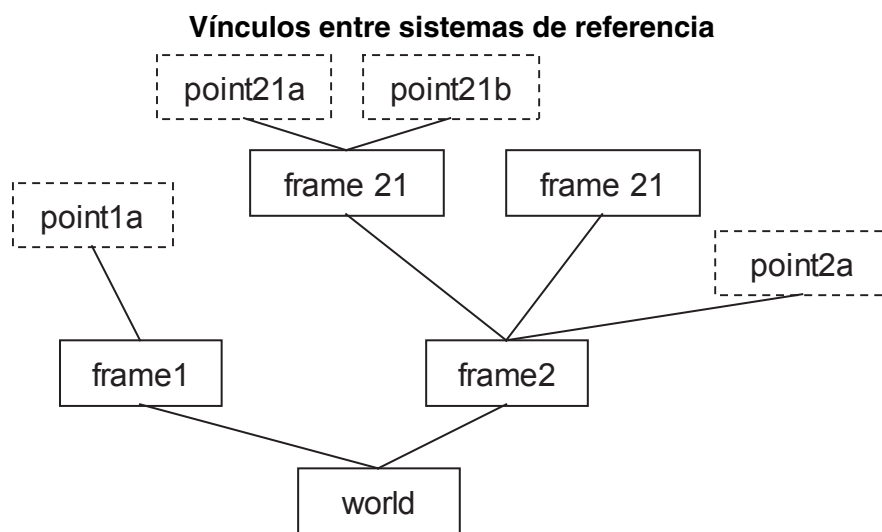 Vínculos entre sistemas de referencia
point21a
point21b
frame 21
frame 21
point1a
point2a
frame1
frame2
world